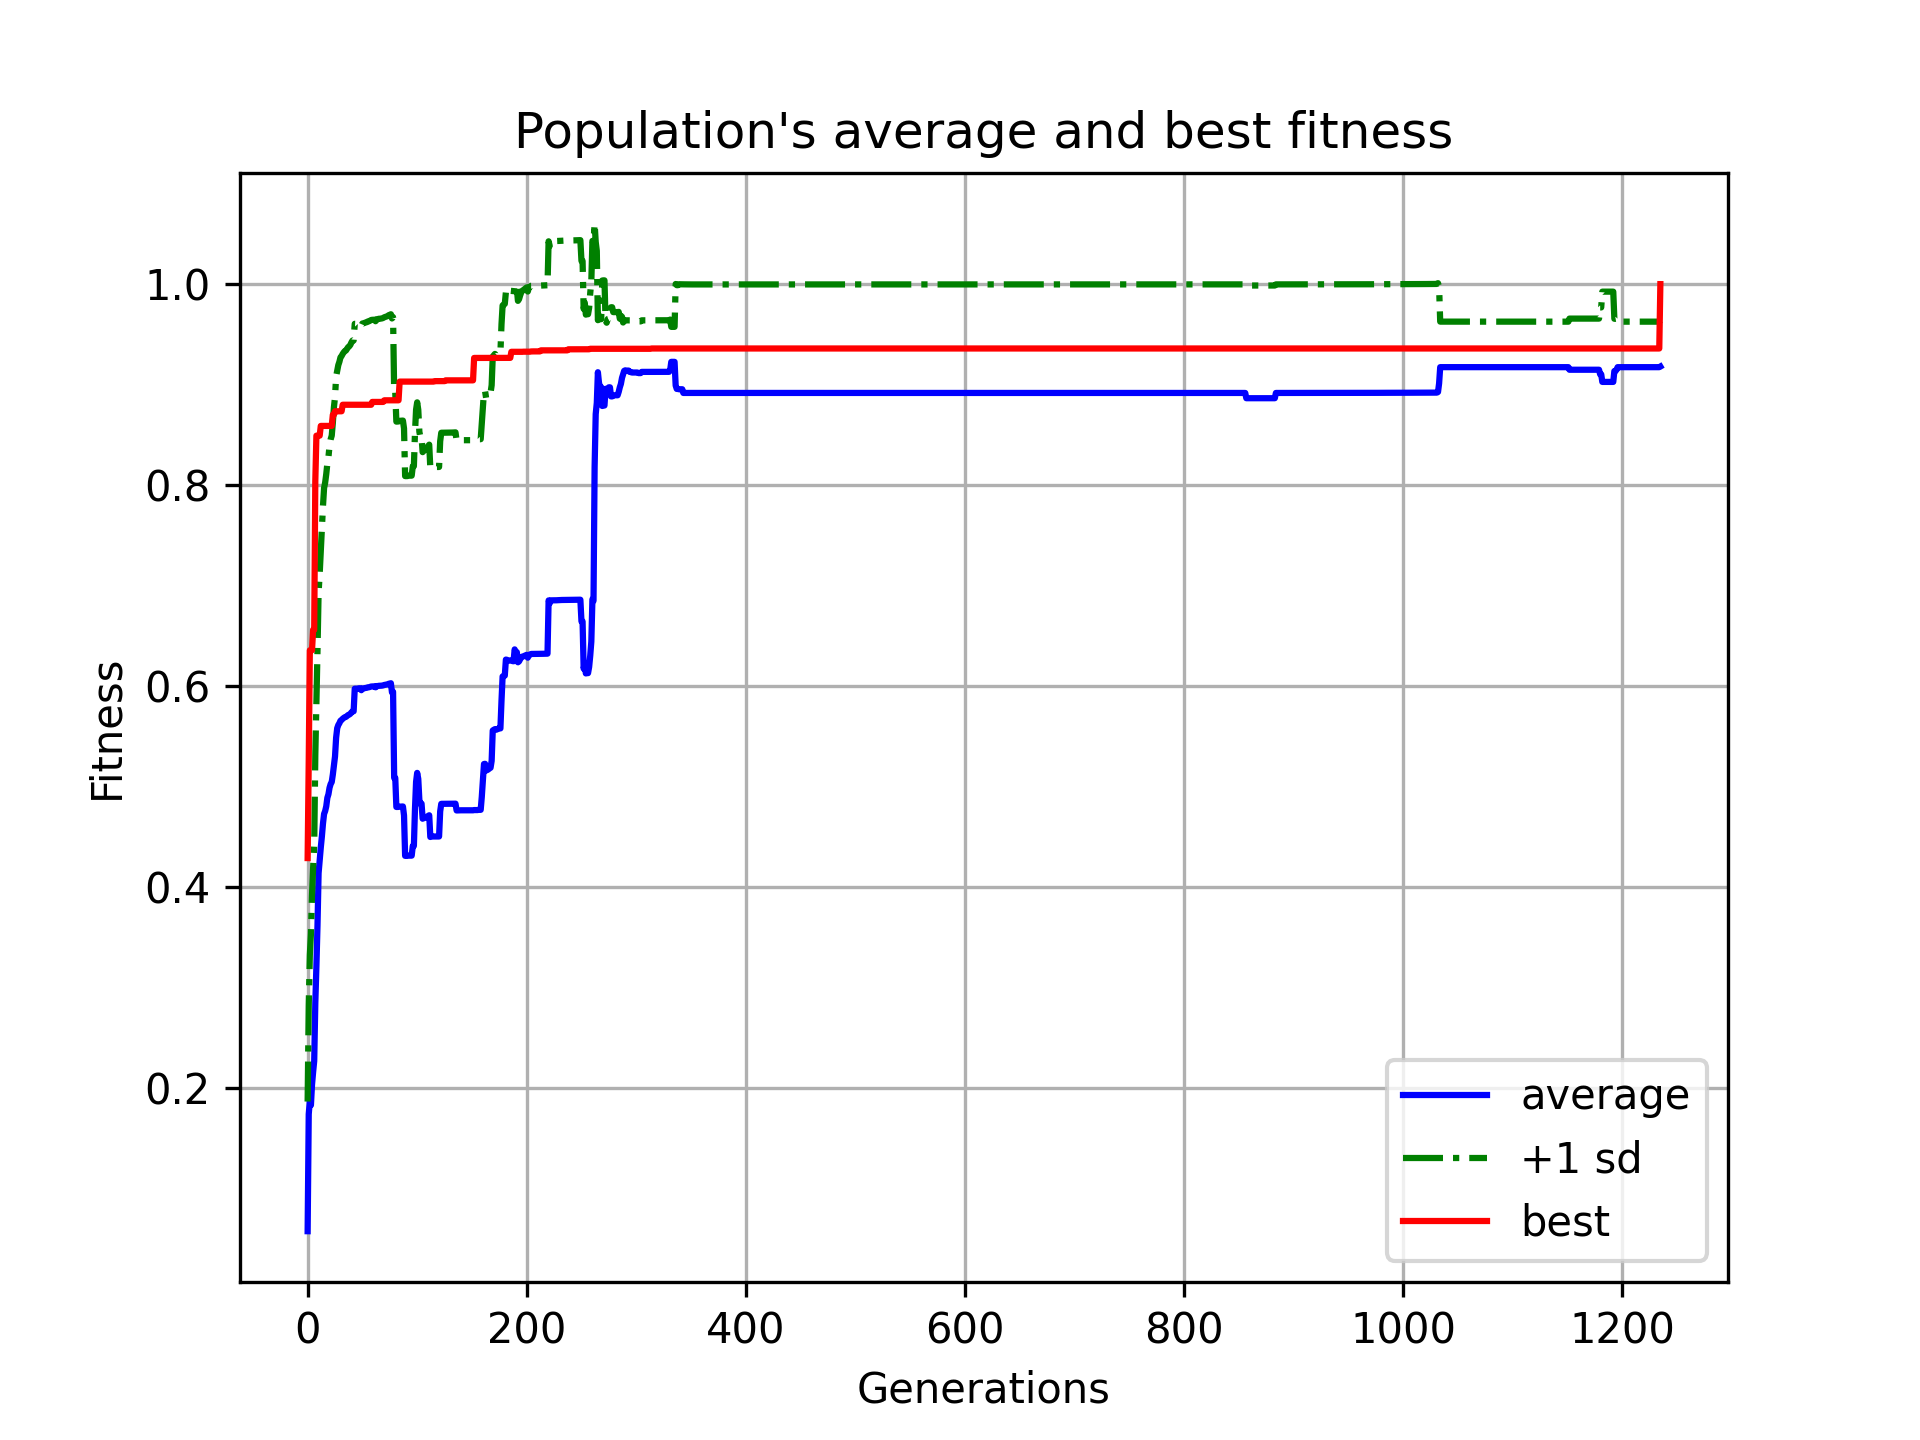 Population's average and best fitness
Fitness
1.0
0.8
0.6
0.4
0.2
0 200 400 600 800 1000 1200
Generations
average
+1 sd
best